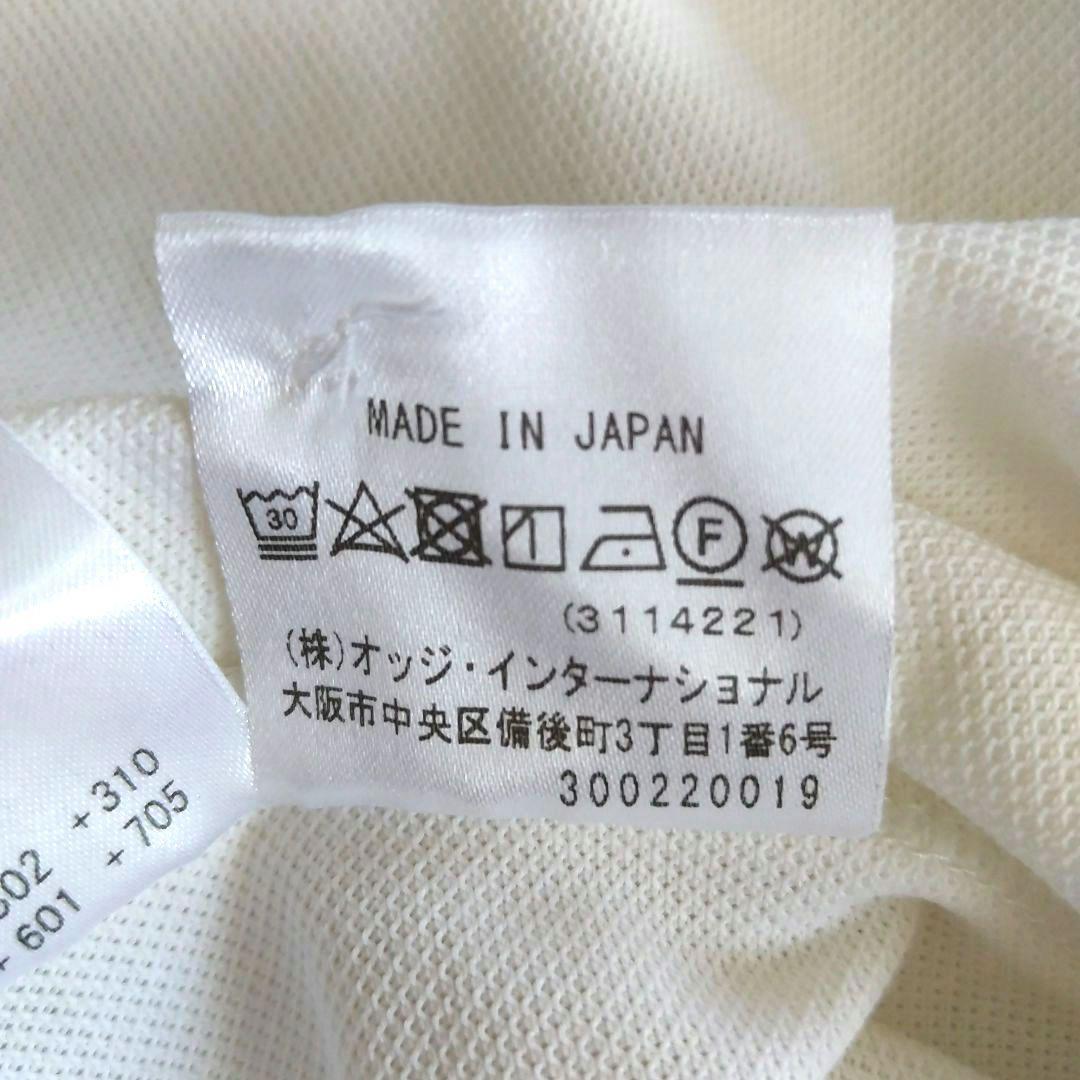 MADE IN JAPAN
30
F W
(3114221)
(株)オッジ・インターナショナル
大阪市中央区備後町3丁目1番6号
300220019
+310
+705
+ 601